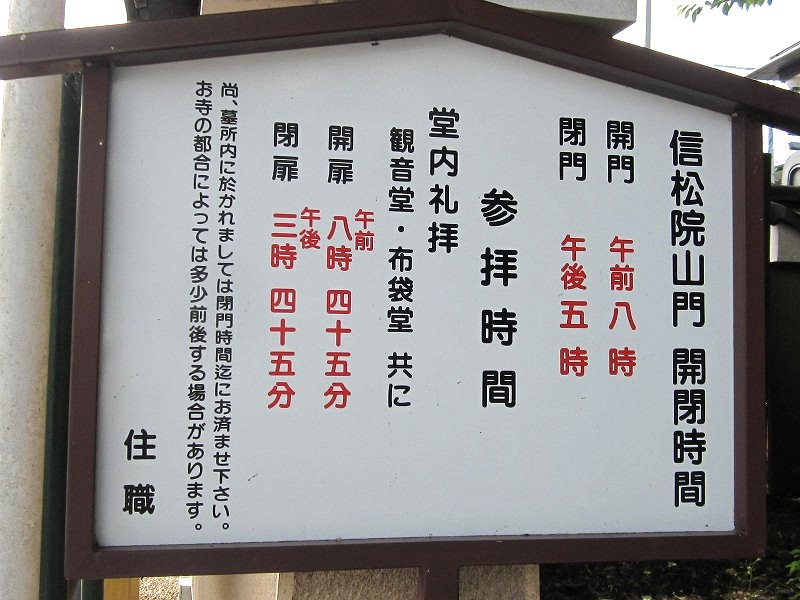 信松院山門 開閉時間
開門 午前八時
閉門 午後五時
参拝時間
堂内礼拝
観音堂・布袋堂 共に
開扉 午前八時 四十五分
閉扉 午後三時 四十五分
尚、墓所内に於かれましては閉門時間迄にお済ませ下さい。
お寺の都合によっては多少前後する場合があります。
住職